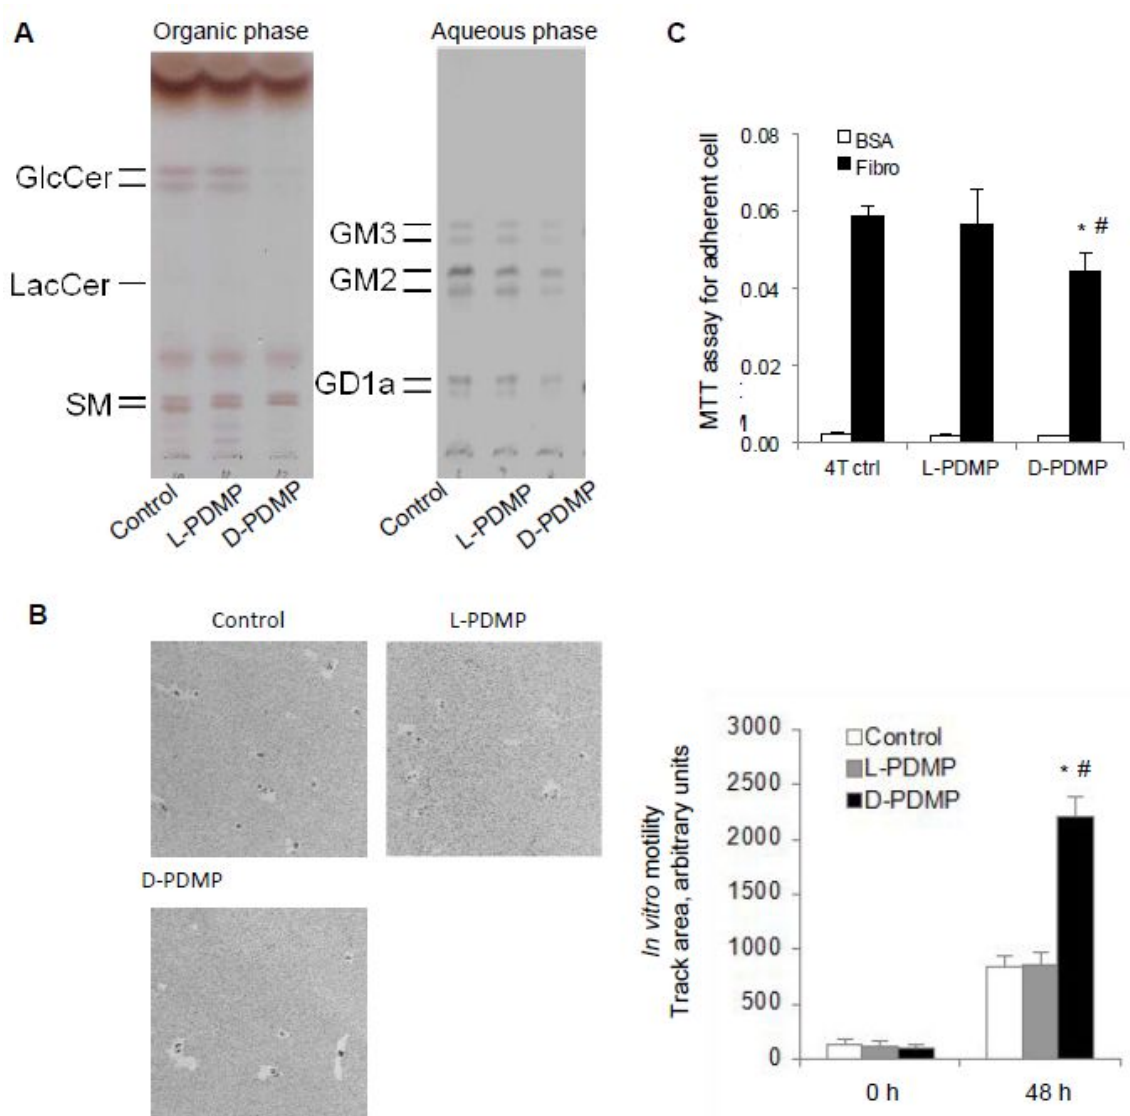 A
Organic phase
Aqueous phase
GlcCer
LacCer
SM
GM3
GM2
GD1a
Control
L-PDMP
D-PDMP
Control
L-PDMP
D-PDMP
C
MTT assay for adherent cell
0.08
0.06
0.04
0.02
0.00
BSA
Fibro
* #
4T ctrl
L-PDMP
D-PDMP
B
Control
L-PDMP
D-PDMP
In vitro motility
Track area, arbitrary units
3000
2500
2000
1500
1000
500
0
Control
L-PDMP
D-PDMP
* #
0 h
48 h